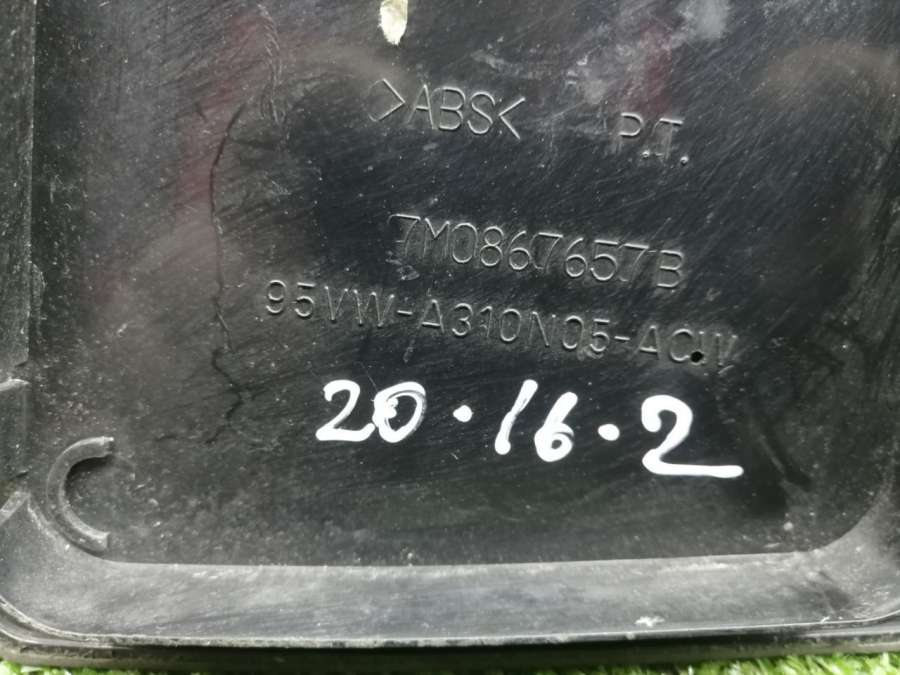 >ABS< P.T.
7M0867657B
95VW-A310N05-ACW
20.16.2